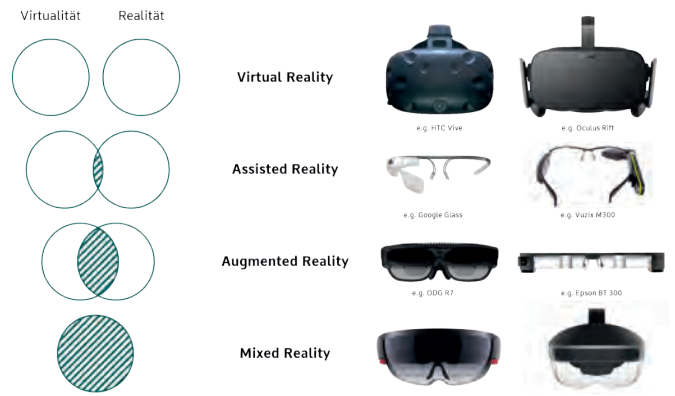 Virtualität Realität
Virtual Reality
e.g. HTC Vive e.g. Oculus Rift
Assisted Reality
e.g. Google Glass e.g. Vuzix M300
Augmented Reality
e.g. ODG R7 e.g. Epson BT 300
Mixed Reality